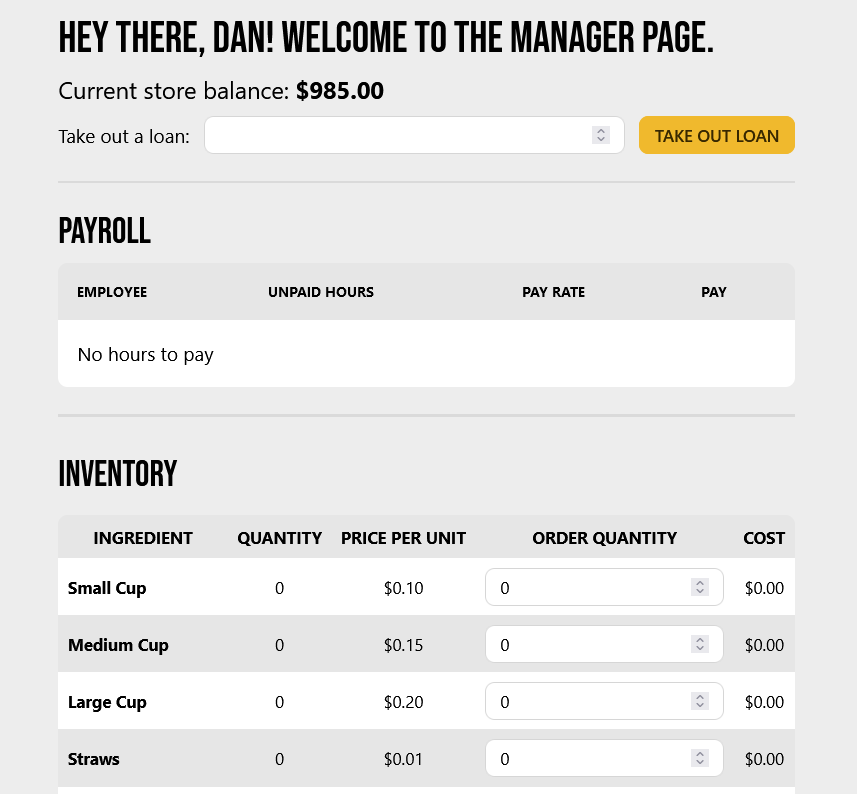 HEY THERE, DAN! WELCOME TO THE MANAGER PAGE.
Current store balance: $985.00
Take out a loan: TAKE OUT LOAN
PAYROLL
EMPLOYEE UNPAID HOURS PAY RATE PAY
No hours to pay
INVENTORY
INGREDIENT QUANTITY PRICE PER UNIT ORDER QUANTITY COST
Small Cup 0 $0.10 0 $0.00
Medium Cup 0 $0.15 0 $0.00
Large Cup 0 $0.20 0 $0.00
Straws 0 $0.01 0 $0.00